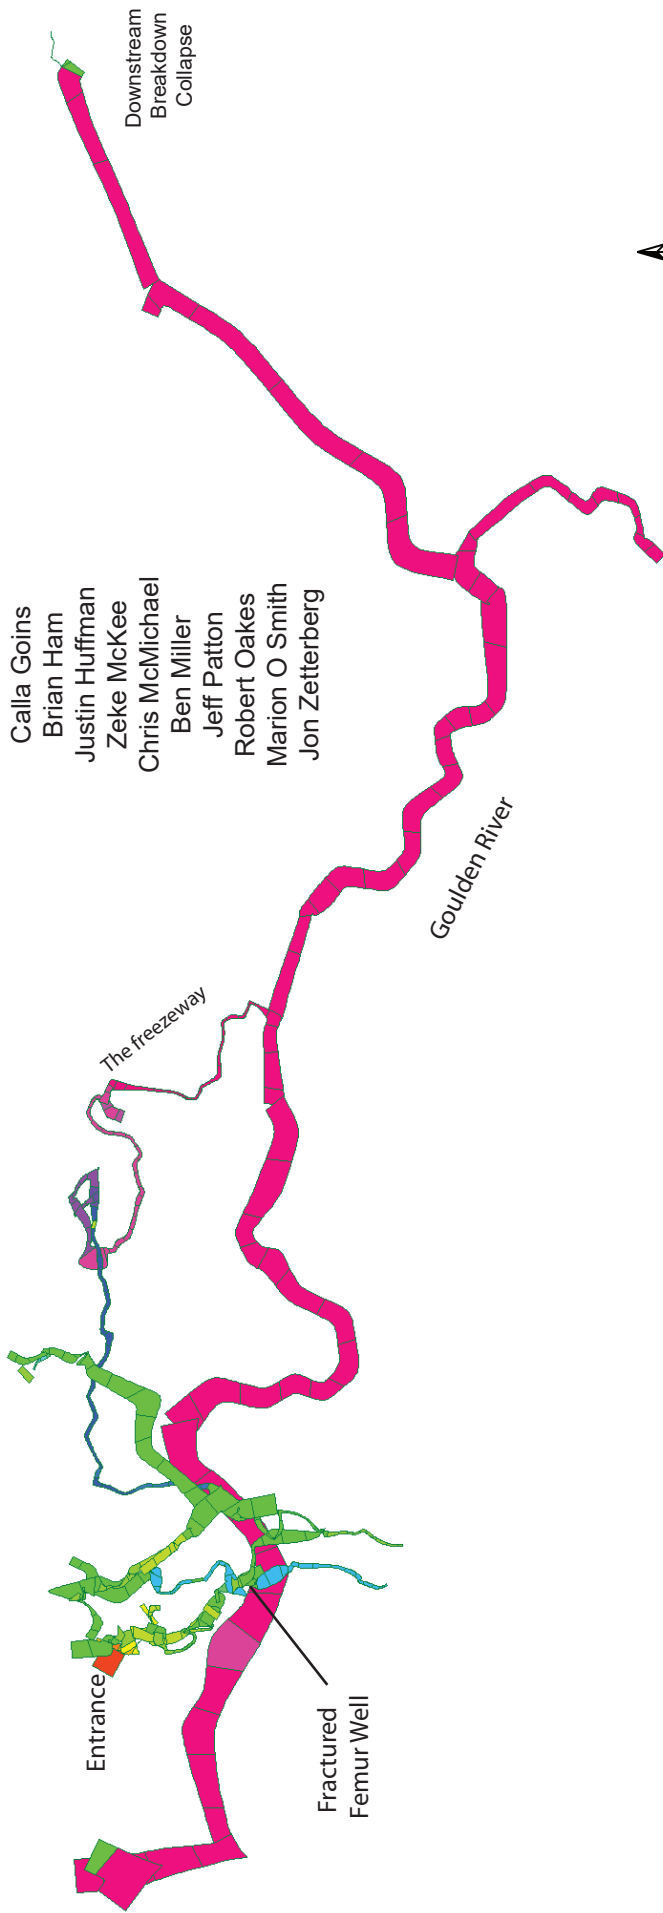 Downstream
Breakdown
Collapse
Calla Goins
Brian Ham
Justin Huffman
Zeke McKee
Chris McMichael
Ben Miller
Jeff Patton
Robert Oakes
Marion O Smith
Jon Zetterberg
Goulden River
The freezeway
Entrance
Fractured
Femur Well